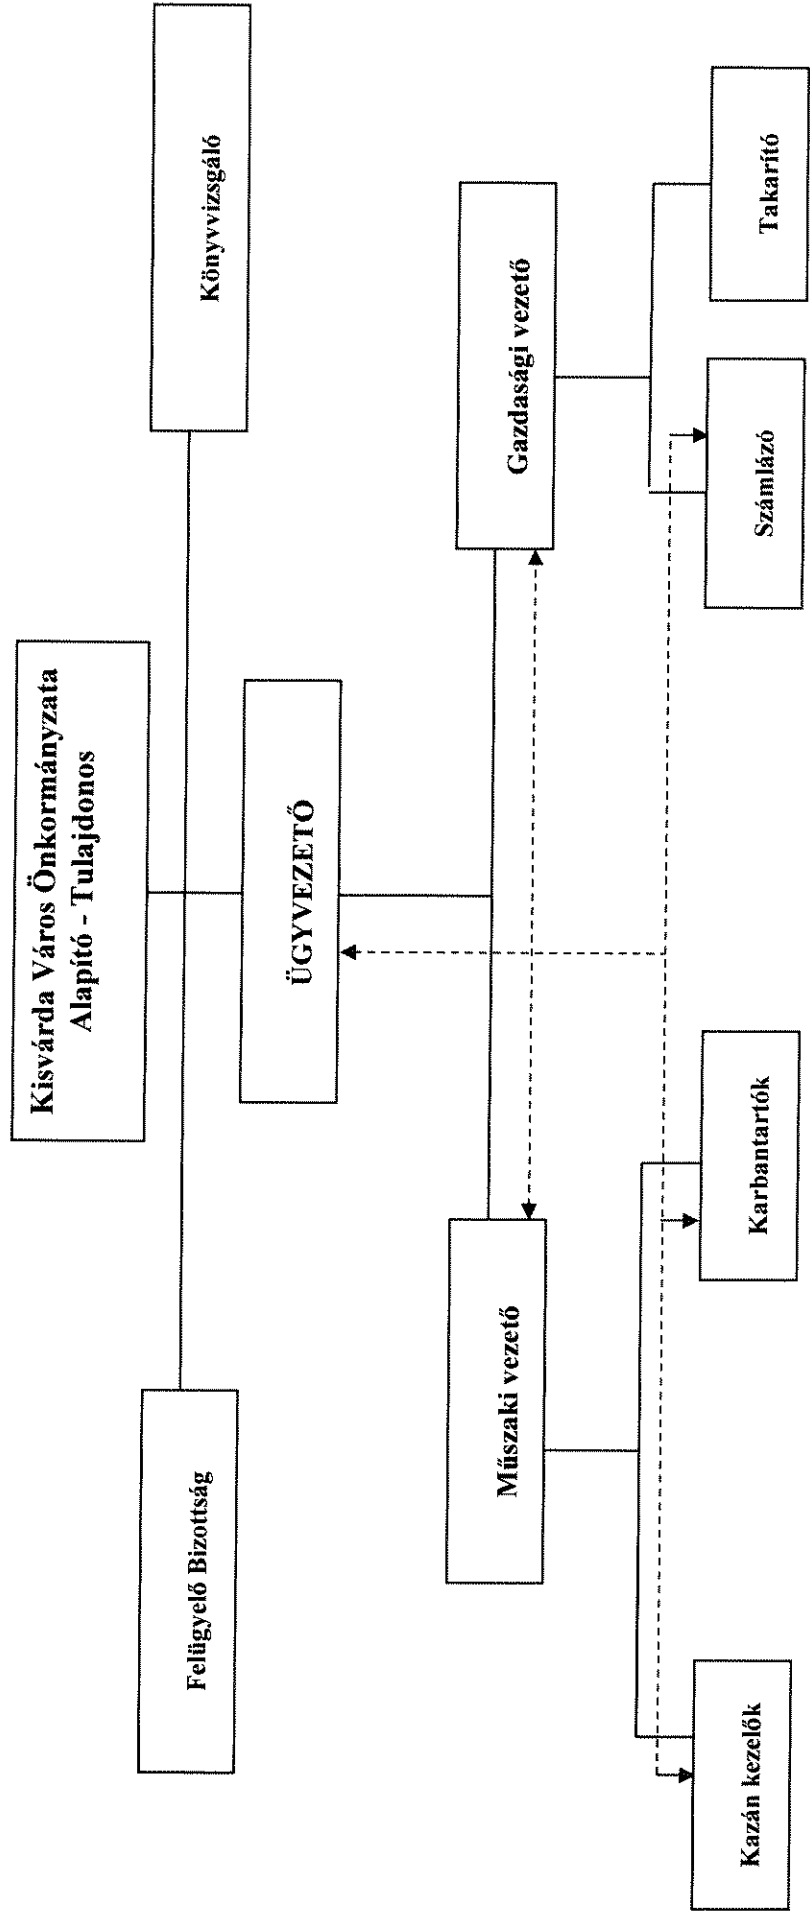 Kisvárda Város Önkormányzata
Alapító - Tulajdonos
Felügyelő Bizottság
Könyvvizsgáló
ÜGYVEZETŐ
Műszaki vezető
Gazdasági vezető
Kazán kezelők
Karbantartók
Számlázó
Takarító